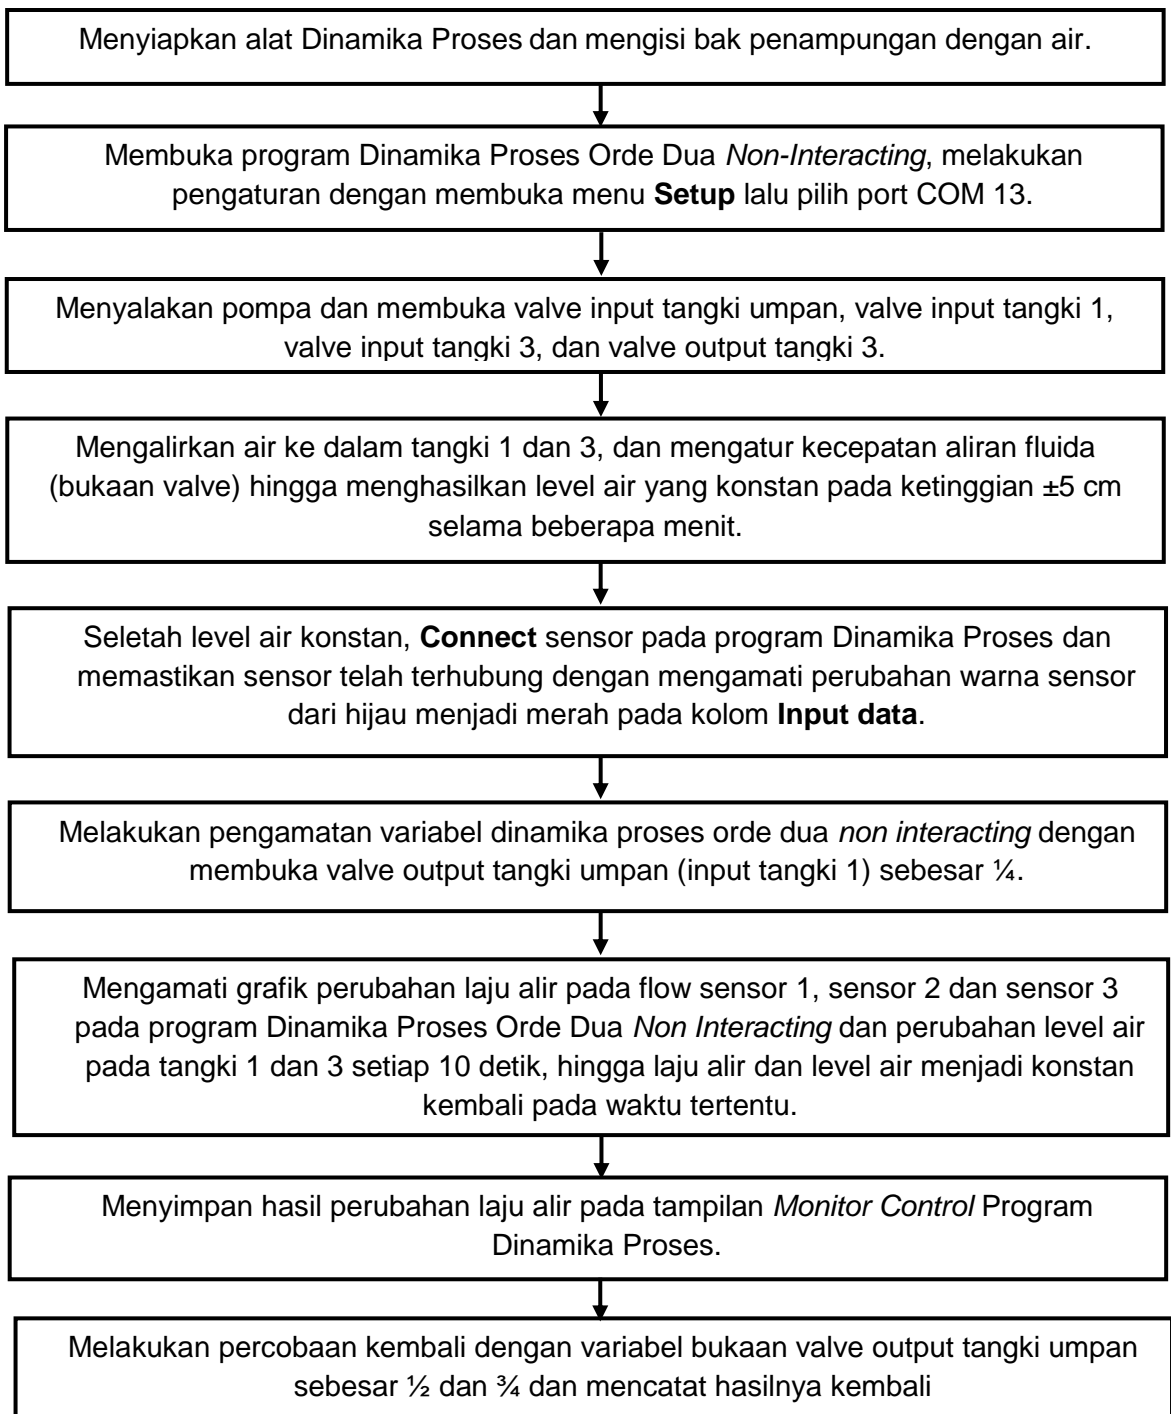 Menyiapkan alat Dinamika Proses dan mengisi bak penampungan dengan air.
Membuka program Dinamika Proses Orde Dua Non-Interacting, melakukan
pengaturan dengan membuka menu Setup lalu pilih port COM 13.
Menyalakan pompa dan membuka valve input tangki umpan, valve input tangki 1,
valve input tangki 3, dan valve output tangki 3.
Mengalirkan air ke dalam tangki 1 dan 3, dan mengatur kecepatan aliran fluida
(bukaan valve) hingga menghasilkan level air yang konstan pada ketinggian ±5 cm
selama beberapa menit.
Seletah level air konstan, Connect sensor pada program Dinamika Proses dan
memastikan sensor telah terhubung dengan mengamati perubahan warna sensor
dari hijau menjadi merah pada kolom Input data.
Melakukan pengamatan variabel dinamika proses orde dua non interacting dengan
membuka valve output tangki umpan (input tangki 1) sebesar ¼.
Mengamati grafik perubahan laju alir pada flow sensor 1, sensor 2 dan sensor 3
pada program Dinamika Proses Orde Dua Non Interacting dan perubahan level air
pada tangki 1 dan 3 setiap 10 detik, hingga laju alir dan level air menjadi konstan
kembali pada waktu tertentu.
Menyimpan hasil perubahan laju alir pada tampilan Monitor Control Program
Dinamika Proses.
Melakukan percobaan kembali dengan variabel bukaan valve output tangki umpan
sebesar ½ dan ¾ dan mencatat hasilnya kembali